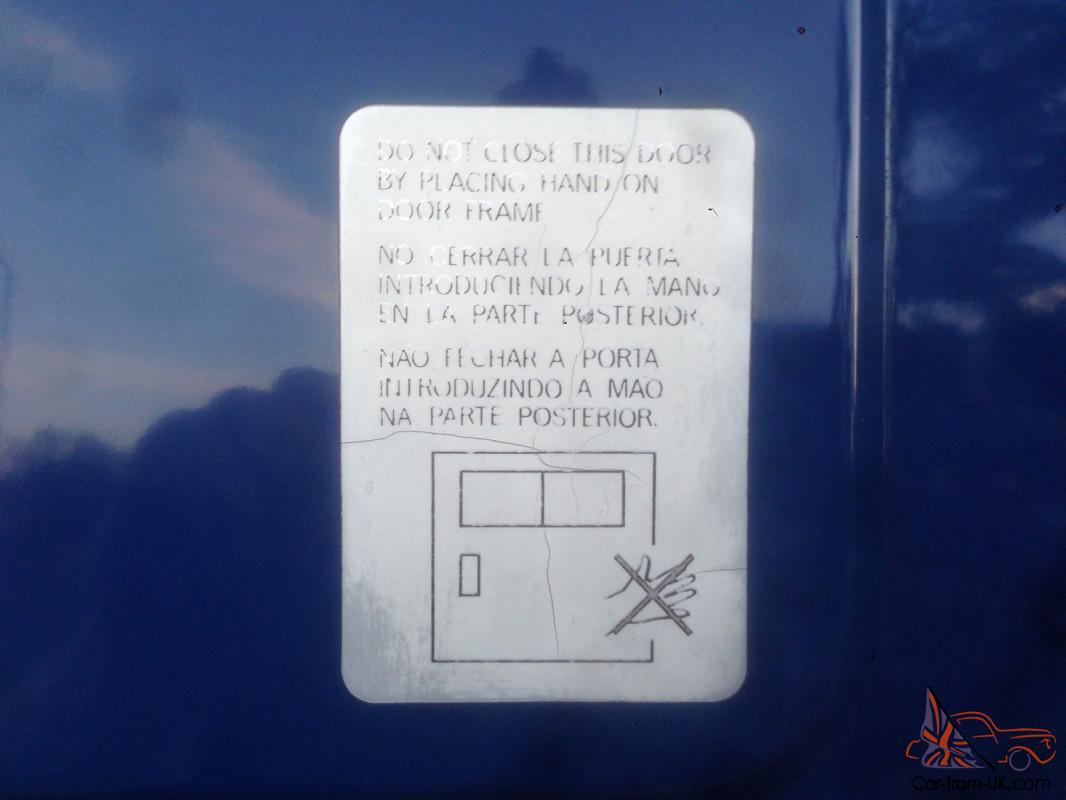 DO NOT CLOSE THIS DOOR
BY PLACING HAND ON
DOOR FRAME
NO CERRAR LA PUERTA
INTRODUCIENDO LA MANO
EN LA PARTE POSTERIOR.
NAO FECHAR A PORTA
INTRODUZINDO A MAO
NA PARTE POSTERIOR.
Car-from-UK.com